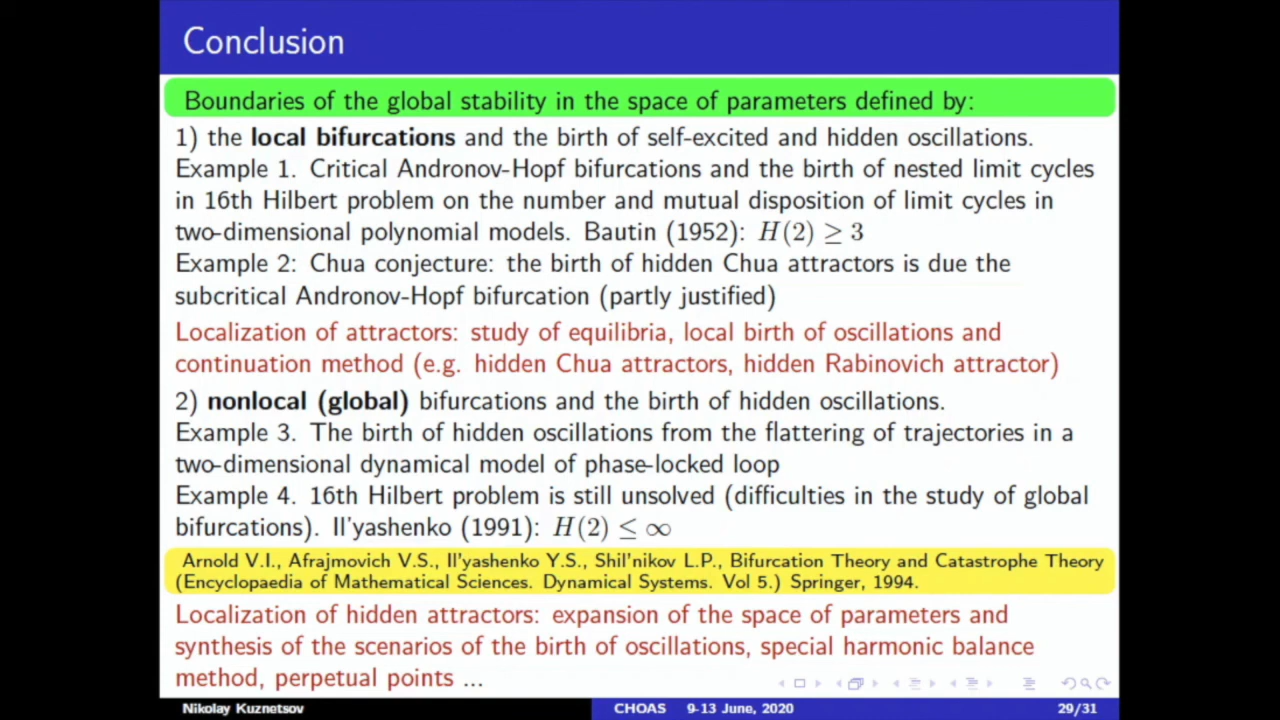 Conclusion
Boundaries of the global stability in the space of parameters defined by:
1) the local bifurcations and the birth of self-excited and hidden oscillations.
Example 1. Critical Andronov-Hopf bifurcations and the birth of nested limit cycles
in 16th Hilbert problem on the number and mutual disposition of limit cycles in
two-dimensional polynomial models. Bautin (1952): H(2) ≥ 3
Example 2: Chua conjecture: the birth of hidden Chua attractors is due the
subcritical Andronov-Hopf bifurcation (partly justified)
Localization of attractors: study of equilibria, local birth of oscillations and
continuation method (e.g. hidden Chua attractors, hidden Rabinovich attractor)
2) nonlocal (global) bifurcations and the birth of hidden oscillations.
Example 3. The birth of hidden oscillations from the flattering of trajectories in a
two-dimensional dynamical model of phase-locked loop
Example 4. 16th Hilbert problem is still unsolved (difficulties in the study of global
bifurcations). Il'yashenko (1991): H(2) ≤ ∞
Arnold V.I., Afrajmovich V.S., Il'yashenko Y.S., Shil'nikov L.P., Bifurcation Theory and Catastrophe Theory
(Encyclopaedia of Mathematical Sciences. Dynamical Systems. Vol 5.) Springer, 1994.
Localization of hidden attractors: expansion of the space of parameters and
synthesis of the scenarios of the birth of oscillations, special harmonic balance
method, perpetual points ...
Nikolay Kuznetsov CHOAS 9-13 June, 2020 29/31